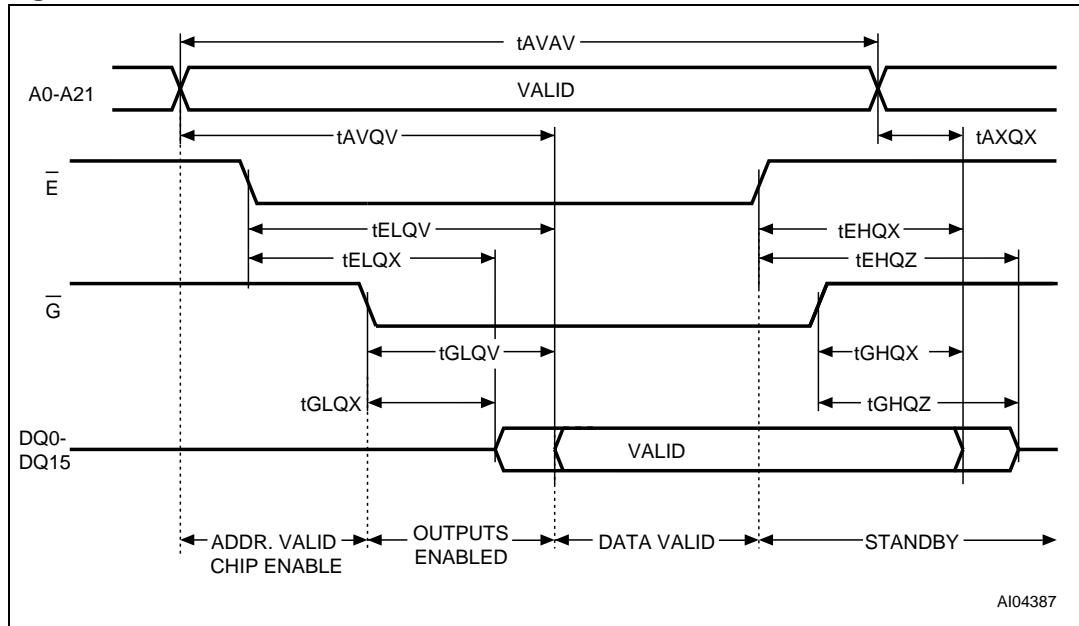 tAVAV
A0-A21
VALID
tAVQV
tAXQX
E
tELQV
tEHQX
tELQX
tEHQZ
G
tGLQV
tGHQX
tGLQX
tGHQZ
DQ0-
DQ15
VALID
ADDR. VALID
CHIP ENABLE
OUTPUTS
ENABLED
DATA VALID
STANDBY
AI04387